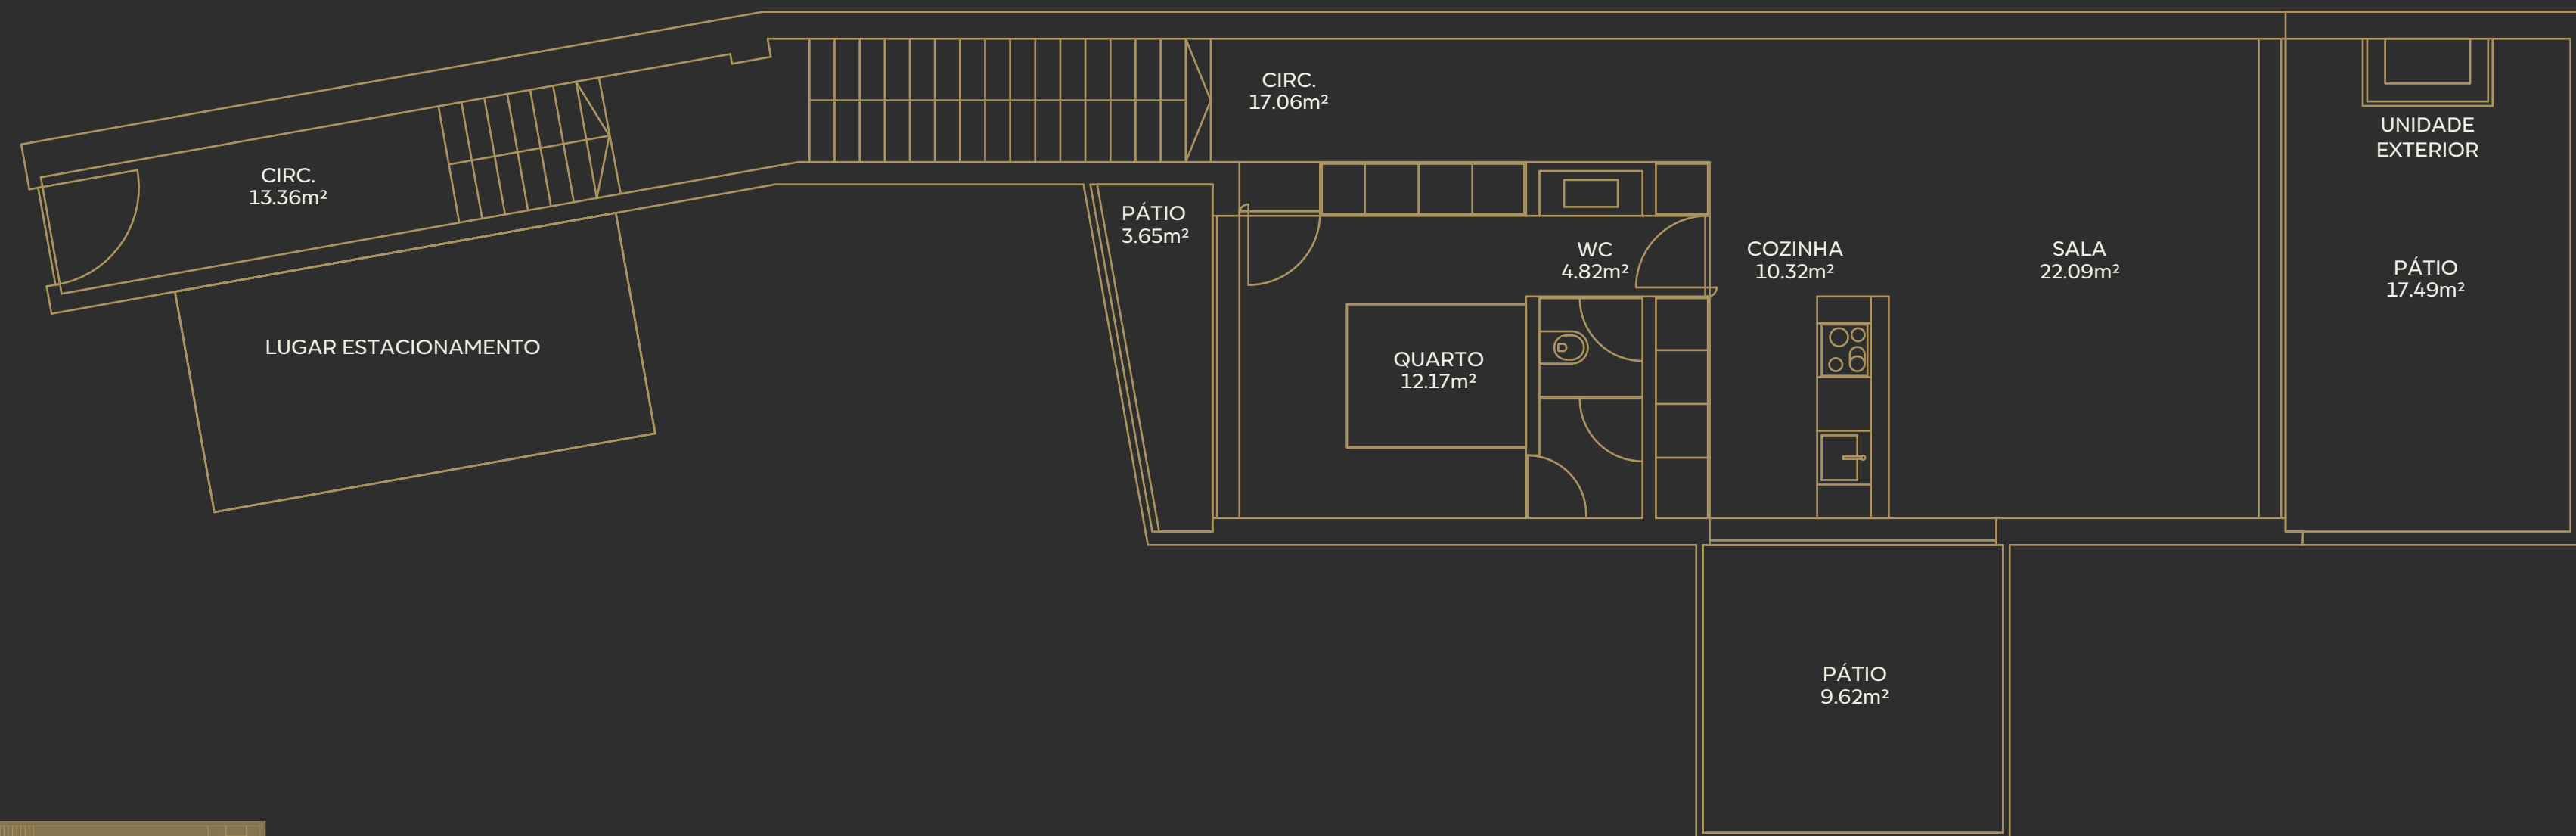 CIRC.
13.36m²
LUGAR ESTACIONAMENTO
CIRC.
17.06m²
PÁTIO
3.65m²
QUARTO
12.17m²
WC
4.82m²
COZINHA
10.32m²
SALA
22.09m²
UNIDADE
EXTERIOR
PÁTIO
17.49m²
PÁTIO
9.62m²